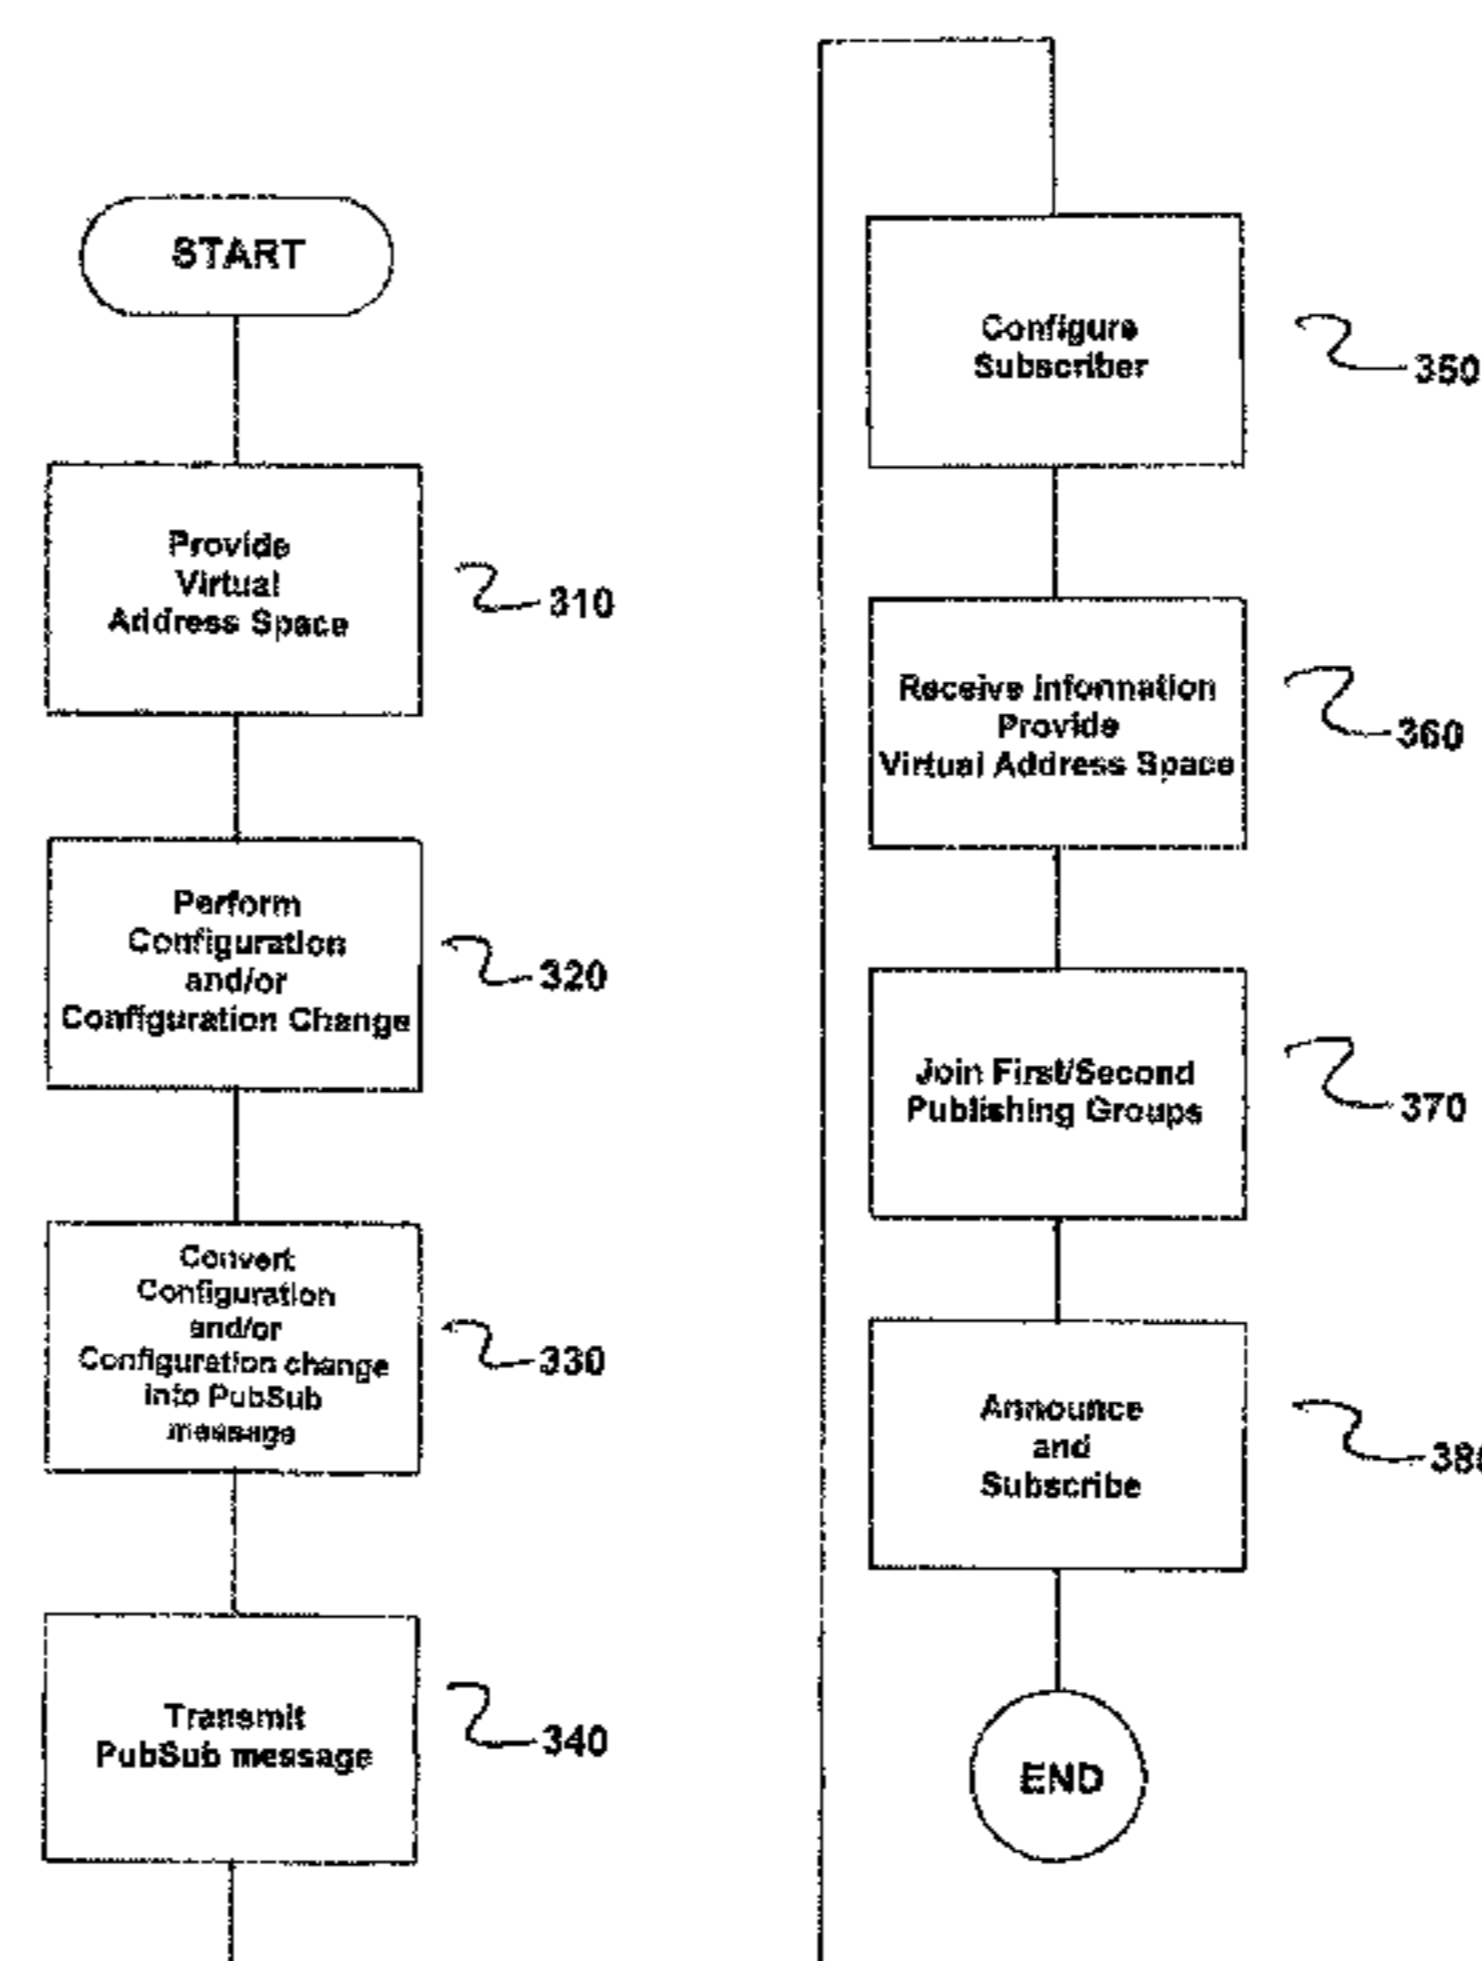 START
Provide
Virtual
Address Space
310
Perform
Configuration
and/or
Configuration Change
320
Convert
Configuration
and/or
Configuration change
into PubSub
message
330
Transmit
PubSub message
340
Configure
Subscriber
350
Receive Information
Provide
Virtual Address Space
360
Join First/Second
Publishing Groups
370
Announce
and
Subscribe
380
END